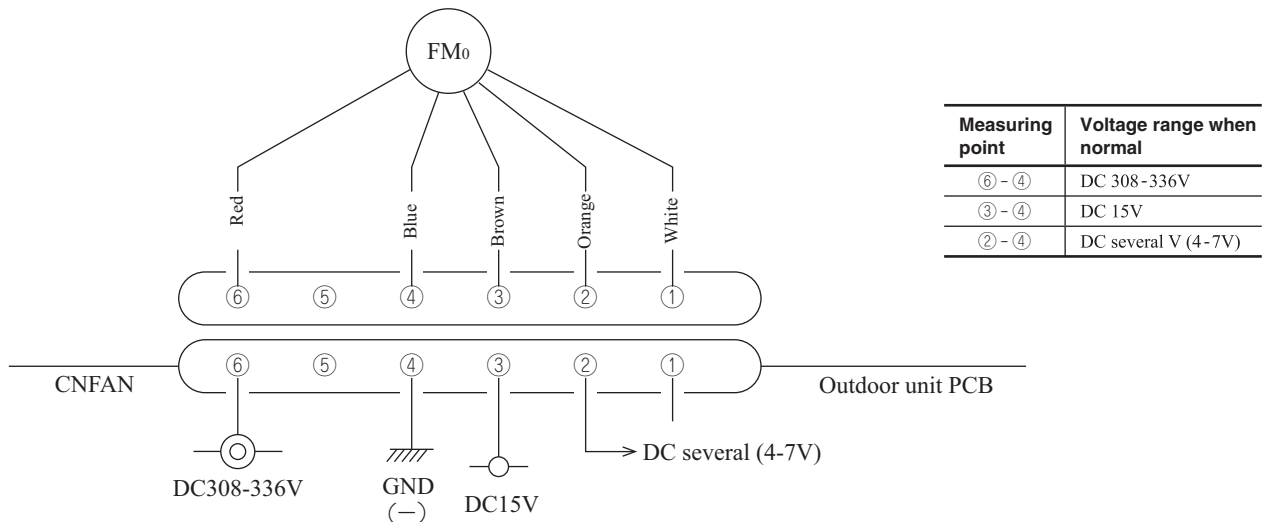 FM0
Red
Blue
Brown
Orange
White
⑥ ⑤ ④ ③ ② ①
⑥ ⑤ ④ ③ ② ①
CNFAN
Outdoor unit PCB
DC several (4-7V)
DC308-336V
GND
(−)
DC15V
Measuring point Voltage range when normal
⑥ - ④ DC 308-336V
③ - ④ DC 15V
② - ④ DC several V (4-7V)